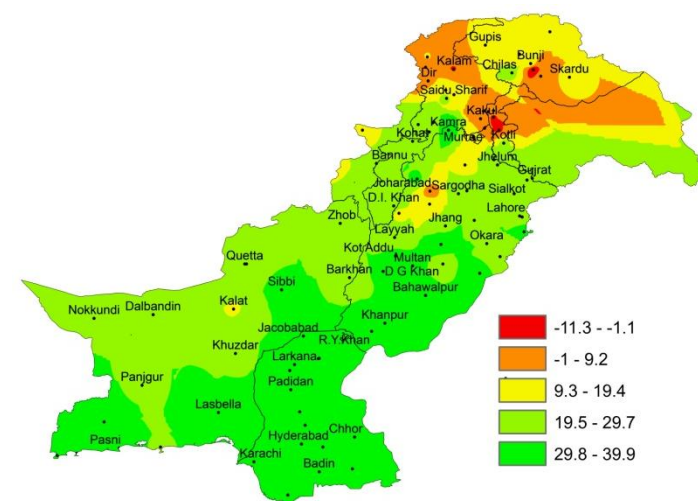 Gupis
Kalam
Chilas
Bunji
Dir
Skardu
Saidu Sharif
Kakul
Kamra
Kohat
Murree
Kotli
Bannu
Jhelum
Gujrat
Joharabad
Sargodha
Sialkot
D.I. Khan
Zhob
Jhang
Lahore
Layyah
Okara
Quetta
Kot Addu
Multan
Barkhan
D G Khan
Sibbi
Bahawalpur
Kalat
Nokkundi
Dalbandin
Khanpur
Jacobabad
R.Y.Khan
Khuzdar
Larkana
Panjgur
Padidan
Lasbella
Pasni
Hyderabad
Chhor
Karachi
Badin
-11.3 - -1.1
-1 - 9.2
9.3 - 19.4
19.5 - 29.7
29.8 - 39.9